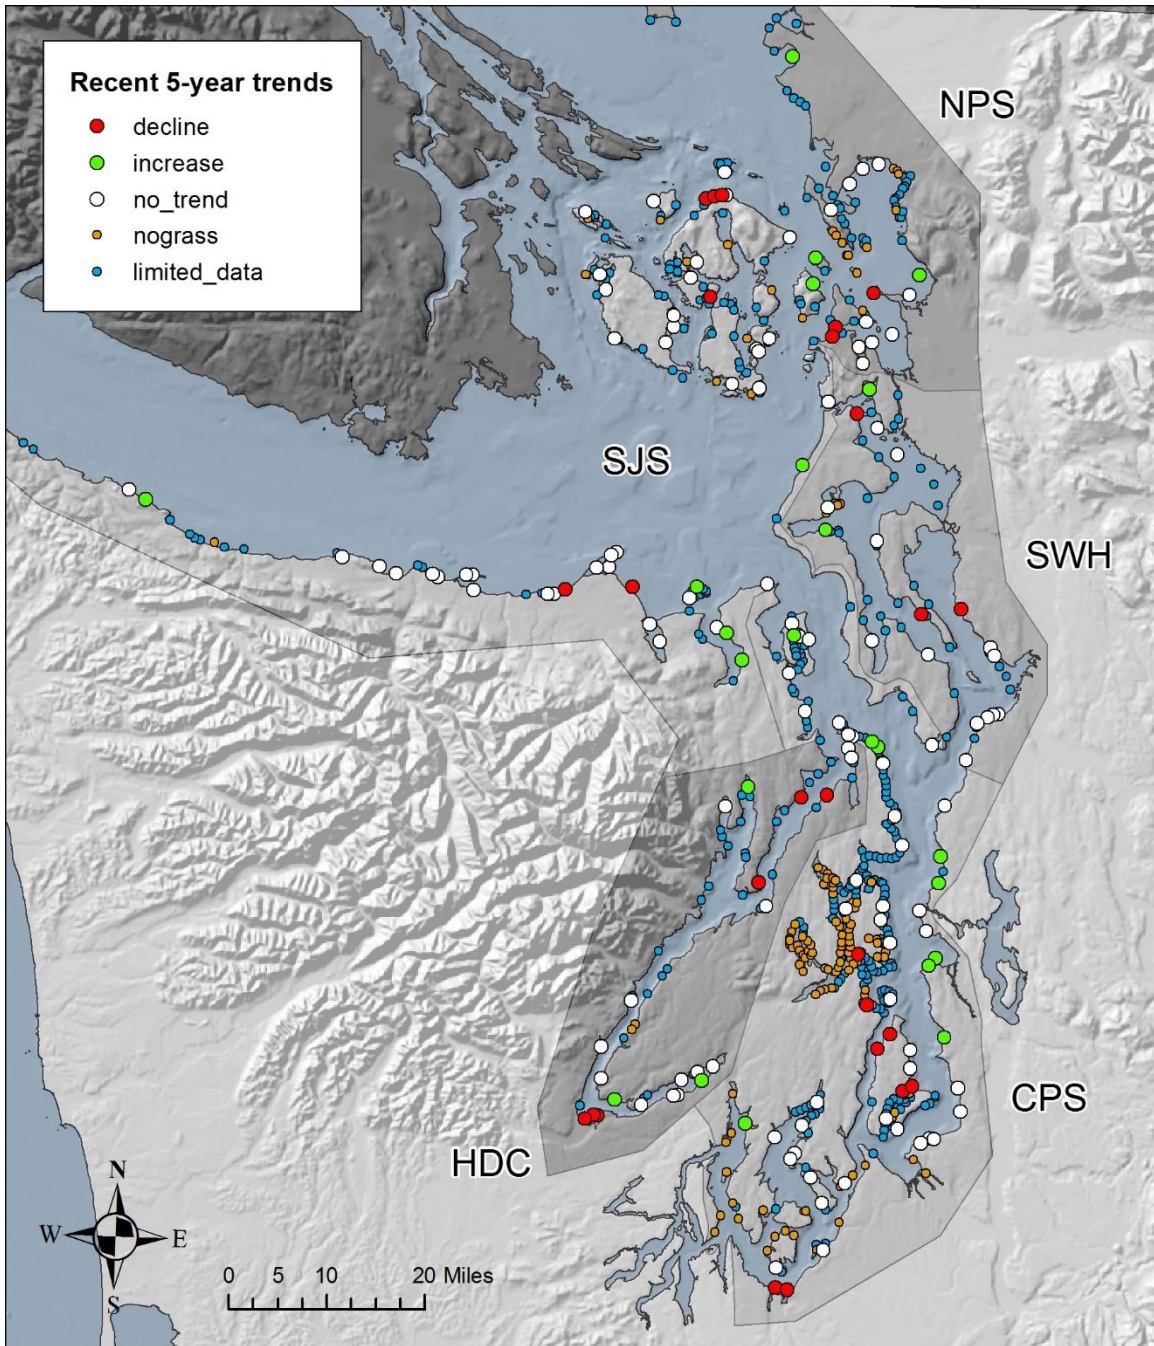 Recent 5-year trends
decline
increase
no_trend
nograss
limited_data
NPS
SJS
SWH
CPS
HDC
N
W E
S
0 5 10 20 Miles